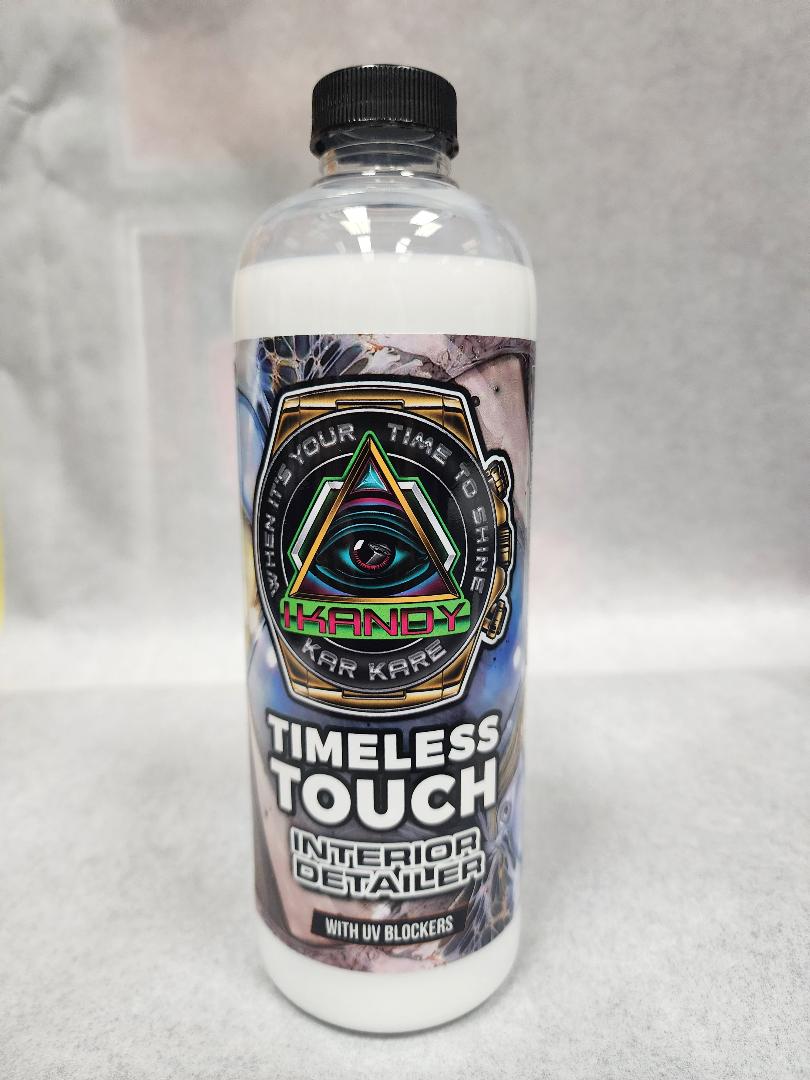 WHEN IT'S YOUR TIME TO SHINE
IKANDY
KAR KARE
TIMELESS
TOUCH
INTERIOR
DETAILER
WITH UV BLOCKERS